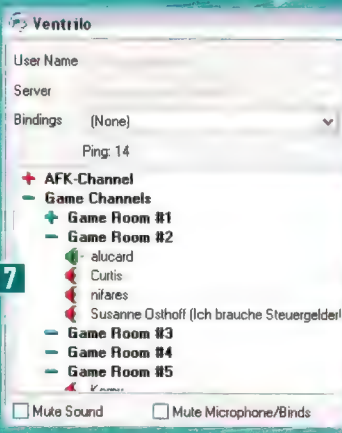 Ventrilo
User Name
Server
Bindings (None)
Ping: 14
AFK-Channel
Game Channels
Game Room #1
Game Room #2
alucard
Curtis
nifares
7
Susanne Osthoff (Ich brauche Steuergelder!
Game Room #3
Game Room #4
Game Room #5
Mute Sound Mute Microphone/Binds